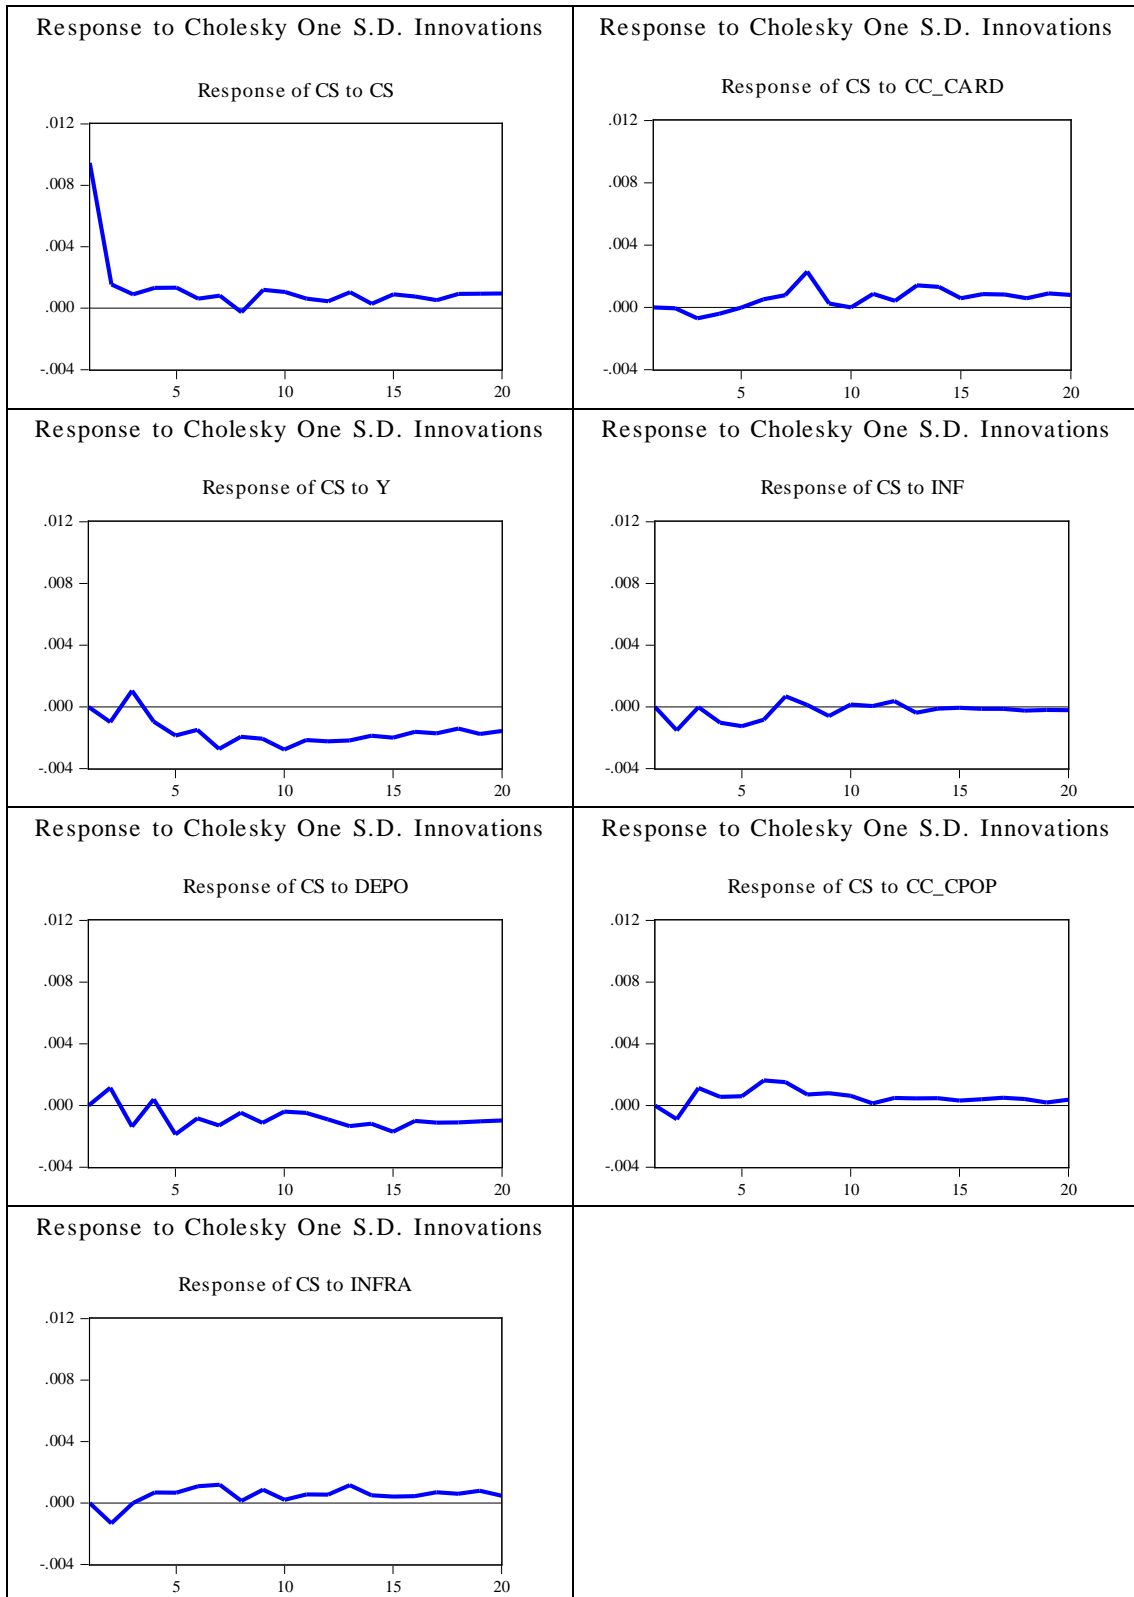 Response to Cholesky One S.D. Innovations
Response of CS to CS
.012
.008
.004
.000
-.004
5 10 15 20
Response to Cholesky One S.D. Innovations
Response of CS to CC_CARD
.012
.008
.004
.000
-.004
5 10 15 20
Response to Cholesky One S.D. Innovations
Response of CS to Y
.012
.008
.004
.000
-.004
5 10 15 20
Response to Cholesky One S.D. Innovations
Response of CS to INF
.012
.008
.004
.000
-.004
5 10 15 20
Response to Cholesky One S.D. Innovations
Response of CS to DEPO
.012
.008
.004
.000
-.004
5 10 15 20
Response to Cholesky One S.D. Innovations
Response of CS to CC_CPOP
.012
.008
.004
.000
-.004
5 10 15 20
Response to Cholesky One S.D. Innovations
Response of CS to INFRA
.012
.008
.004
.000
-.004
5 10 15 20